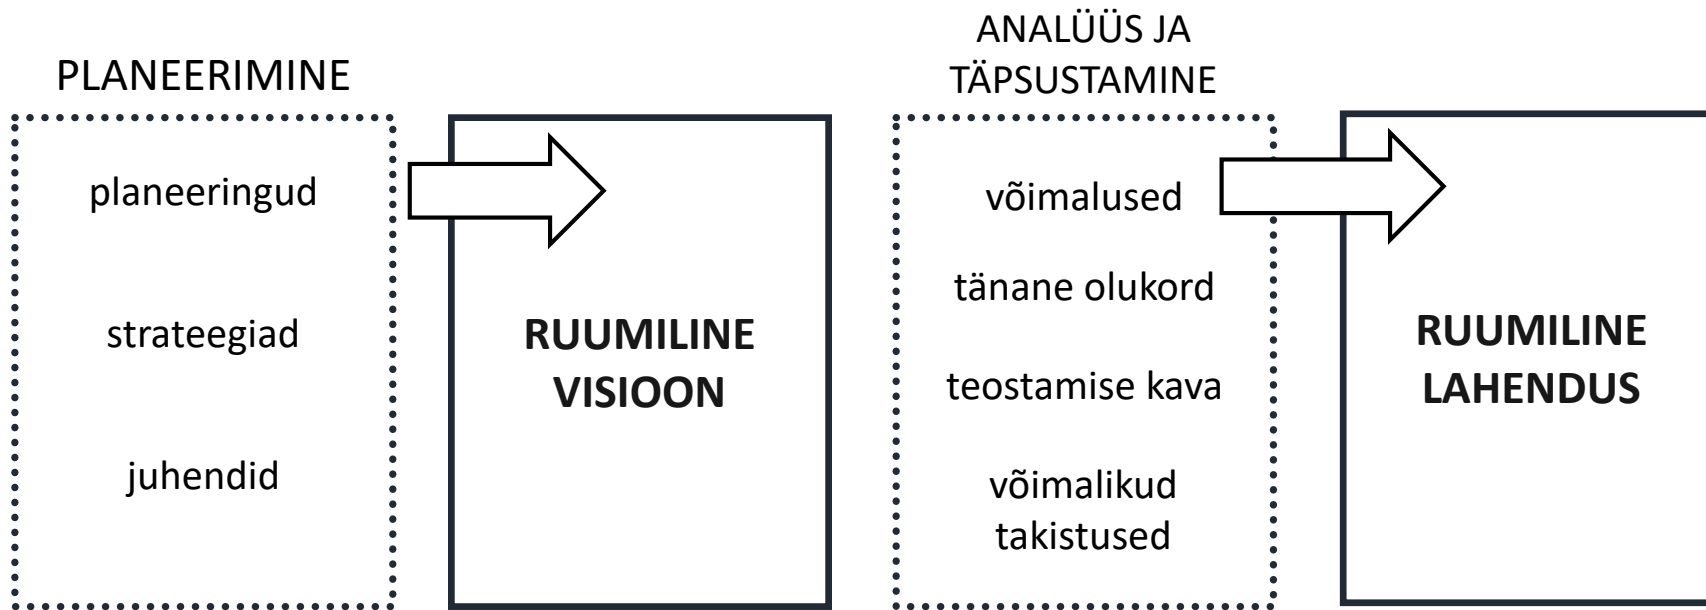 PLANEERIMINE
planeeringud
strateegiad
juhendid
RUUMILINE
VISIOON
ANALÜÜS JA
TÄPSUSTAMINE
võimalused
tänane olukord
teostamise kava
võimalikud
takistused
RUUMILINE
LAHENDUS